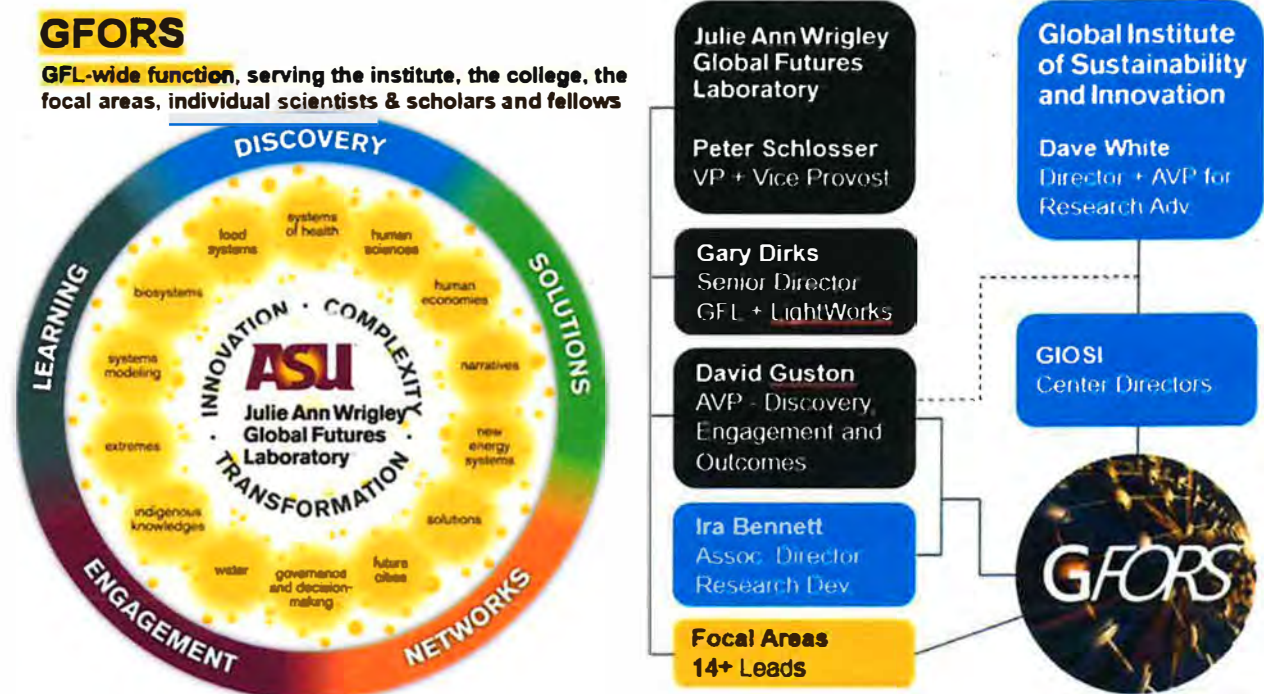 GFORS
GFL-wide function, serving the institute, the college, the
focal areas, individual scientists & scholars and fellows
DISCOVERY
SOLUTIONS
NETWORKS
ENGAGEMENT
LEARNING
systems
of health
human
sciences
human
economies
narratives
new
energy
systems
solutions
future
cities
governance
and decision-
making
water
indigenous
knowledges
extremes
systems
modeling
biosystems
food
systems
INNOVATION · COMPLEXITY · TRANSFORMATION ·
ASU
Julie Ann Wrigley
Global Futures
Laboratory
Julie Ann Wrigley
Global Futures
Laboratory
Peter Schlosser
VP + Vice Provost
Gary Dirks
Senior Director
GFL + LightWorks
David Guston
AVP - Discovery,
Engagement and
Outcomes
Ira Bennett
Assoc. Director
Research Dev.
Focal Areas
14+ Leads
Global Institute
of Sustainability
and Innovation
Dave White
Director + AVP for
Research Adv.
GIOSI
Center Directors
GFORS